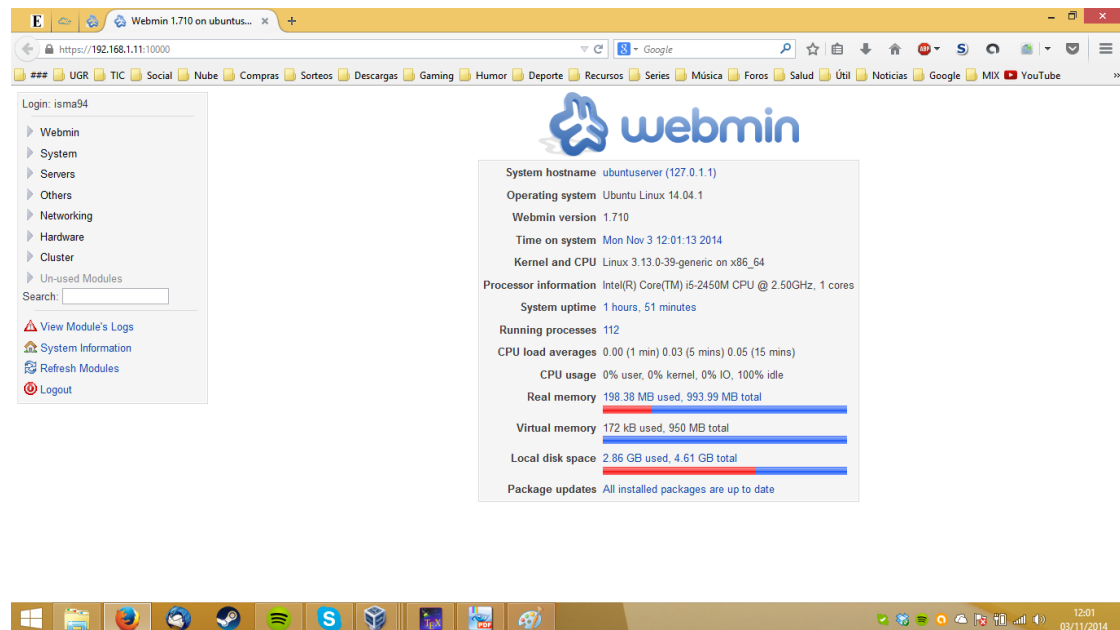 E
Webmin 1.710 on ubuntus... × +
https://192.168.1.11:10000
Google
ABP
### UGR TIC Social Nube Compras Sorteos Descargas Gaming Humor Deporte Recursos Series Música Foros Salud Útil Noticias Google MIX YouTube »
Login: isma94
Webmin
System
Servers
Others
Networking
Hardware
Cluster
Un-used Modules
Search:
View Module's Logs
System Information
Refresh Modules
Logout
webmin
System hostname ubuntuserver (127.0.1.1)
Operating system Ubuntu Linux 14.04.1
Webmin version 1.710
Time on system Mon Nov 3 12:01:13 2014
Kernel and CPU Linux 3.13.0-39-generic on x86_64
Processor information Intel(R) Core(TM) i5-2450M CPU @ 2.50GHz, 1 cores
System uptime 1 hours, 51 minutes
Running processes 112
CPU load averages 0.00 (1 min) 0.03 (5 mins) 0.05 (15 mins)
CPU usage 0% user, 0% kernel, 0% IO, 100% idle
Real memory 198.38 MB used, 993.99 MB total
Virtual memory 172 kB used, 950 MB total
Local disk space 2.86 GB used, 4.61 GB total
Package updates All installed packages are up to date
TEX
PDF
12:01
03/11/2014